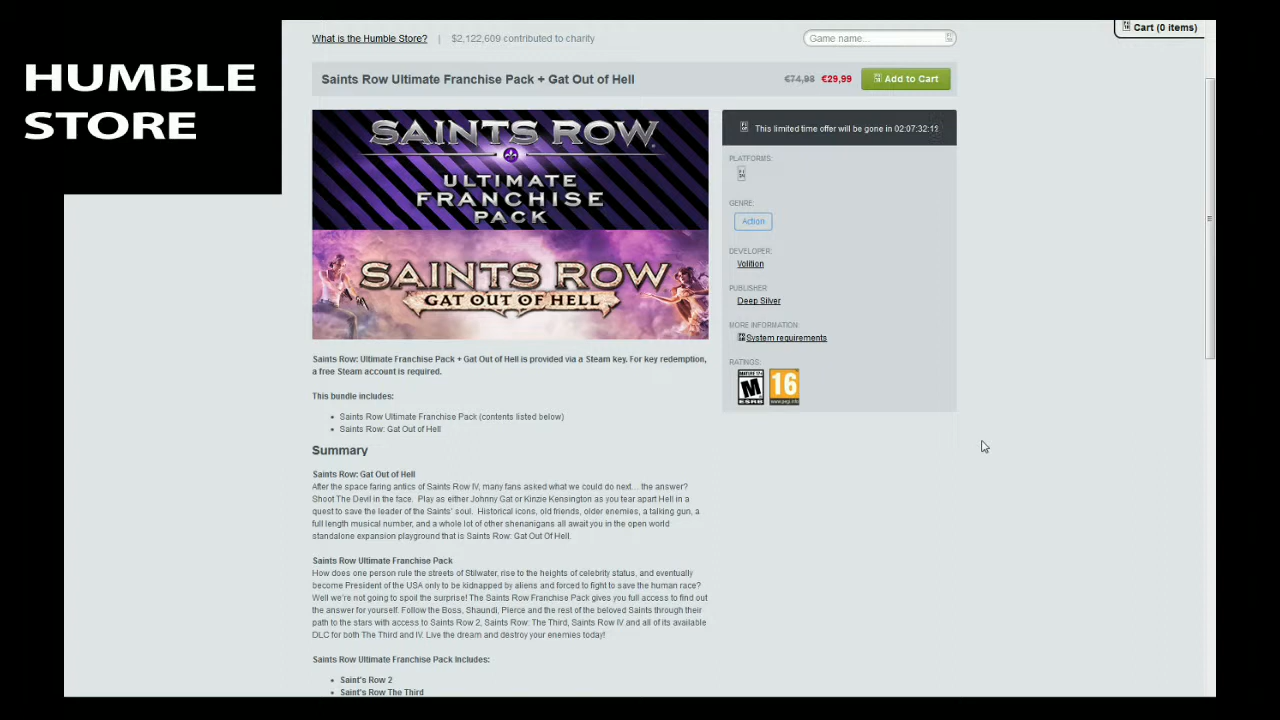 HUMBLE
STORE
What is the Humble Store? | $2,122,609 contributed to charity
Game name...
Cart (0 items)
Saints Row Ultimate Franchise Pack + Gat Out of Hell
€74,98 €29,99 Add to Cart
SAINTS ROW
ULTIMATE
FRANCHISE
PACK
SAINTS ROW
GAT OUT OF HELL
This limited time offer will be gone in
PLATFORMS:
GENRE:
Action
DEVELOPER:
Volition
PUBLISHER
Deep Silver
MORE INFORMATION:
System requirements
RATINGS:
MATURE 17+
M
ESRB
16
www.pegi.info
Saints Row: Ultimate Franchise Pack + Gat Out of Hell is provided via a Steam key. For key redemption,
a free Steam account is required.
This bundle includes:
• Saints Row Ultimate Franchise Pack (contents listed below)
• Saints Row: Gat Out of Hell
Summary
Saints Row: Gat Out of Hell
After the space faring antics of Saints Row IV, many fans asked what we could do next... the answer?
Shoot The Devil in the face. Play as either Johnny Gat or Kinzie Kensington as you tear apart Hell in a
quest to save the leader of the Saints' soul. Historical icons, old friends, older enemies, a talking gun, a
full length musical number, and a whole lot of other shenanigans all await you in the open world
standalone expansion playground that is Saints Row: Gat Out Of Hell.
Saints Row Ultimate Franchise Pack
How does one person rule the streets of Stilwater, rise to the heights of celebrity status, and eventually
become President of the USA only to be kidnapped by aliens and forced to fight to save the human race?
Well we're not going to spoil the surprise! The Saints Row Franchise Pack gives you full access to find out
the answer for yourself. Follow the Boss, Shaundi, Pierce and the rest of the beloved Saints through their
path to the stars with access to Saints Row 2, Saints Row: The Third, Saints Row IV and all of its available
DLC for both The Third and IV. Live the dream and destroy your enemies today!
Saints Row Ultimate Franchise Pack Includes:
• Saint's Row 2
• Saint's Row The Third